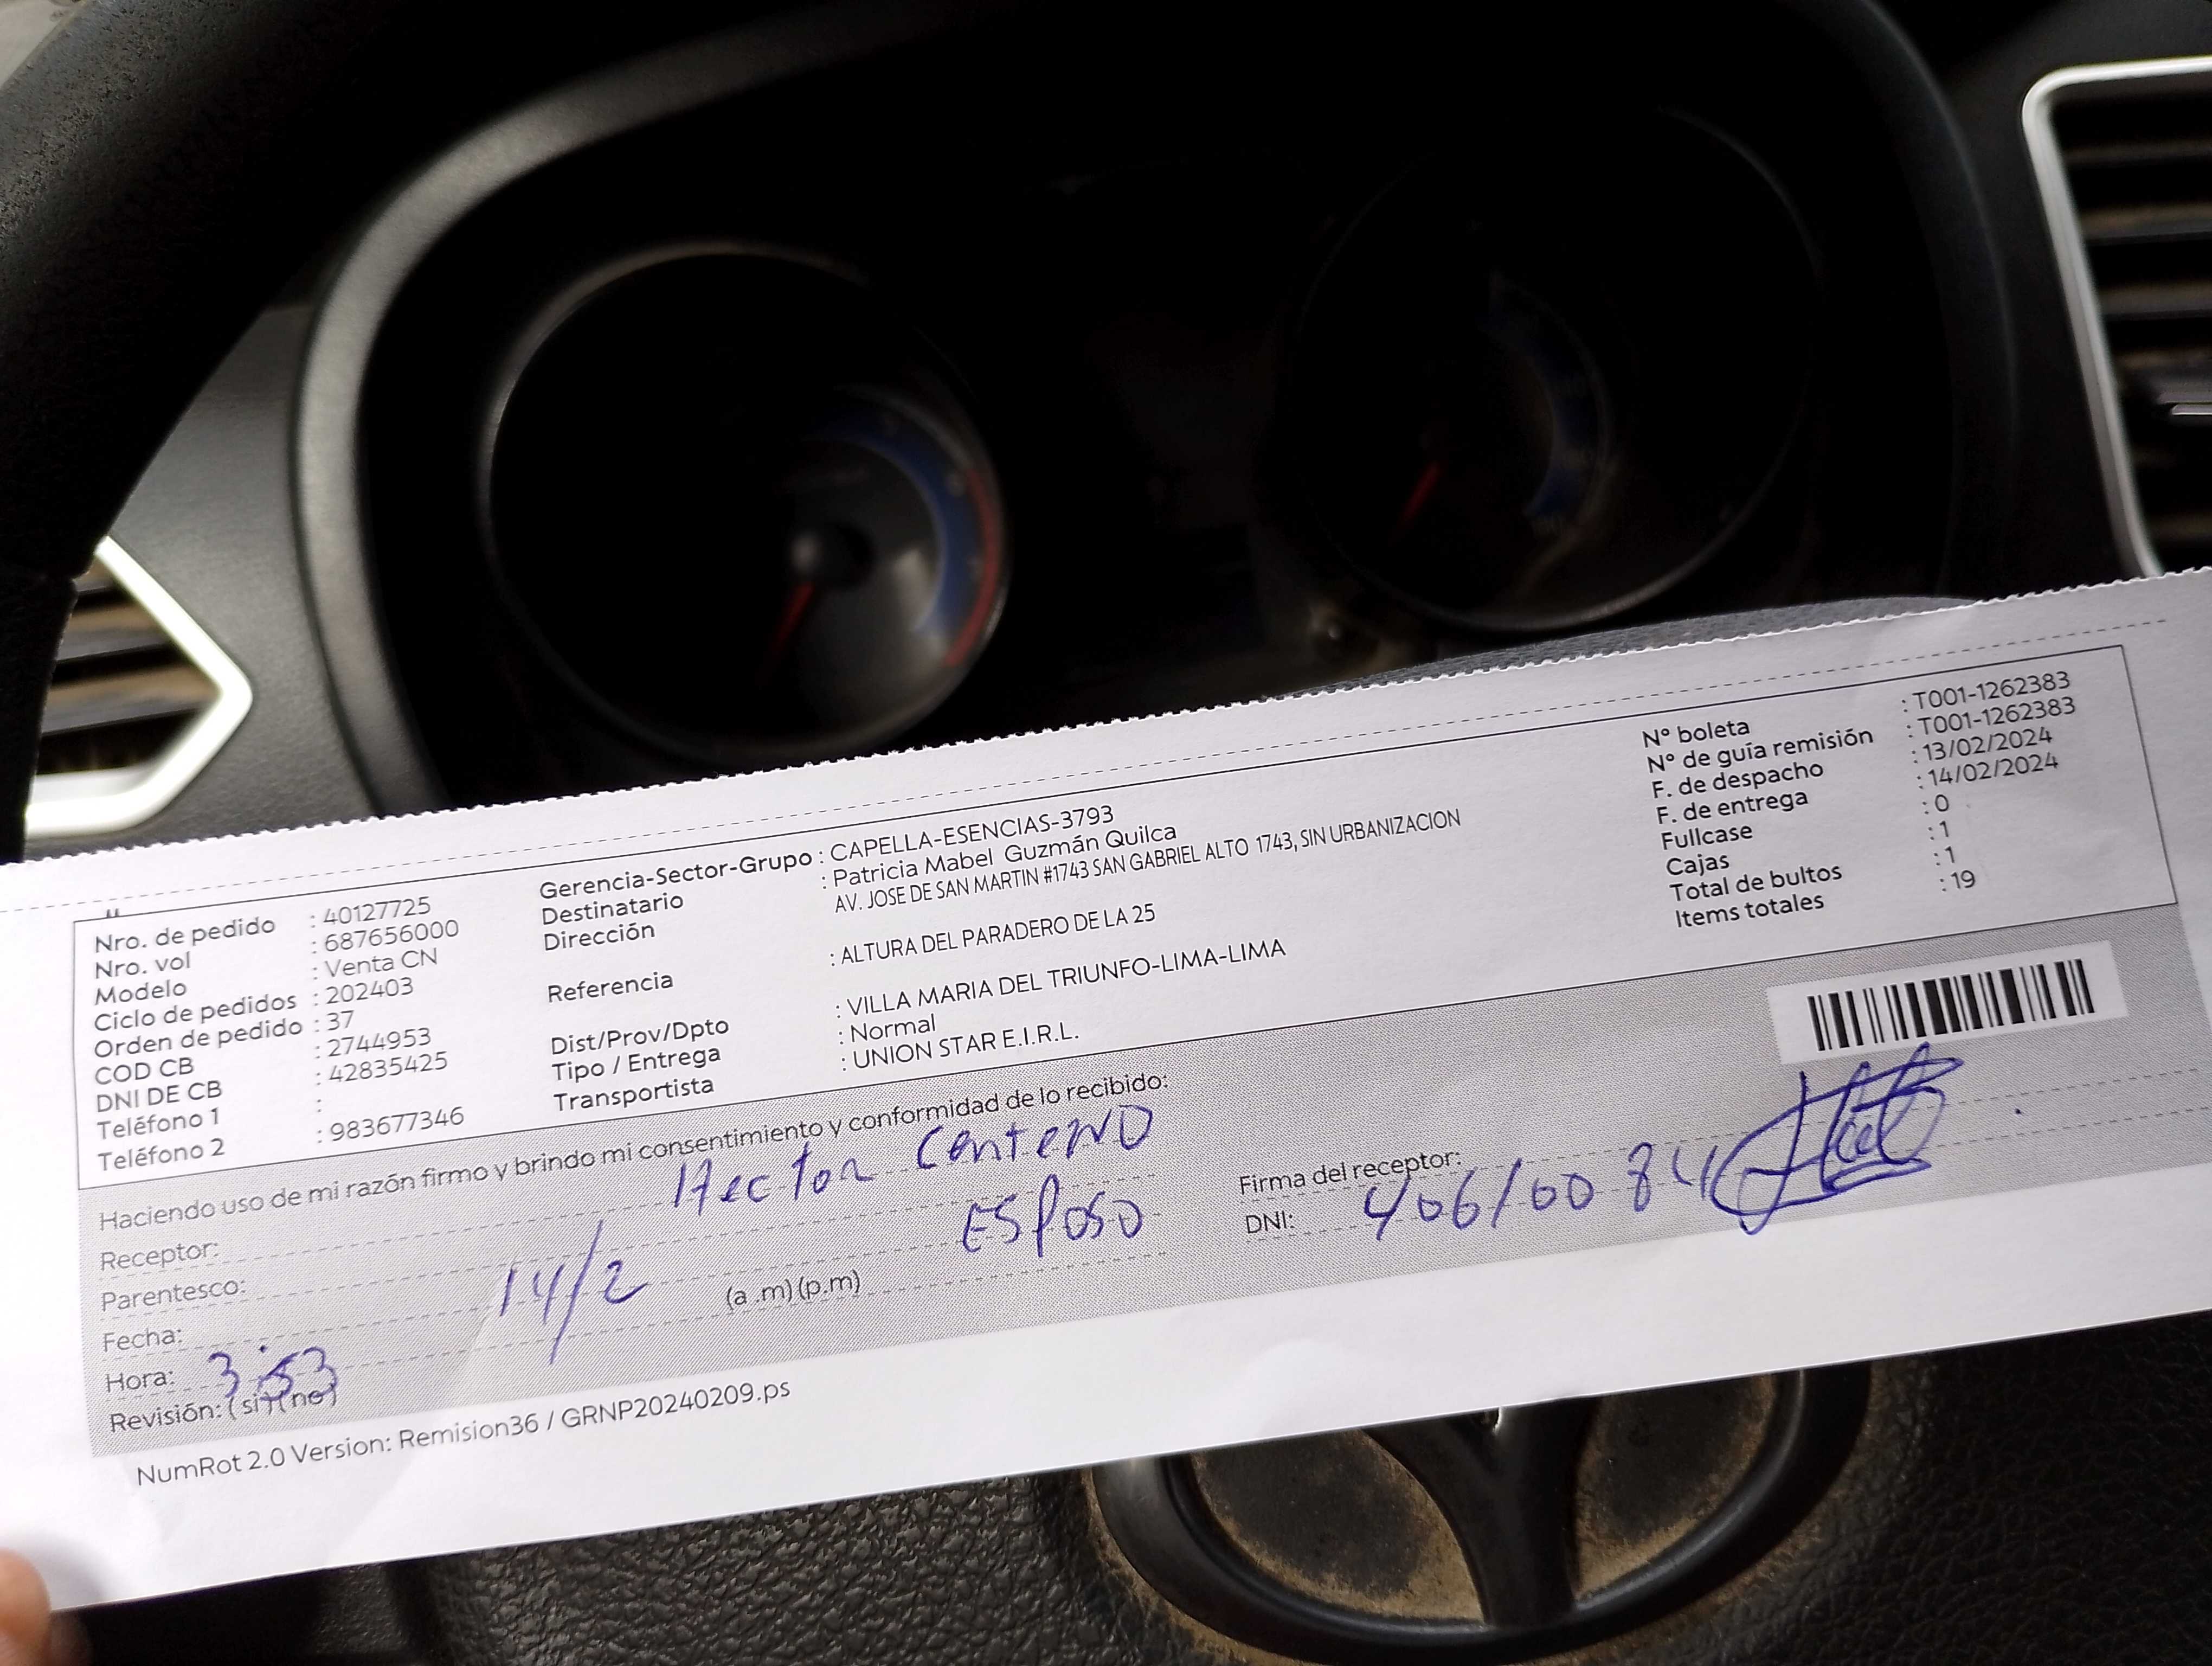 Nro. de pedido : 40127725
Nro. vol : 687656000
Modelo : Venta CN
Ciclo de pedidos : 202403
Orden de pedido : 37
COD CB : 2744953
DNI DE CB : 42835425
Teléfono 1 :
Teléfono 2 : 983677346
Gerencia-Sector-Grupo : CAPELLA-ESENCIAS-3793
Destinatario : Patricia Mabel Guzmán Quilca
Dirección AV. JOSE DE SAN MARTIN #1743 SAN GABRIEL ALTO 1743, SIN URBANIZACION
Referencia : ALTURA DEL PARADERO DE LA 25
Dist/Prov/Dpto : VILLA MARIA DEL TRIUNFO-LIMA-LIMA
Tipo / Entrega : Normal
Transportista : UNION STAR E.I.R.L.
N° boleta : T001-1262383
N° de guía remisión : T001-1262383
F. de despacho : 13/02/2024
F. de entrega : 14/02/2024
Fullcase : 0
Cajas : 1
Total de bultos : 1
Items totales : 19
Haciendo uso de mi razón firmo y brindo mi consentimiento y conformidad de lo recibido:
Receptor: Hector Centeno
Parentesco: Esposo
Fecha: 14/2
Hora: 3:53 (a .m) (p.m)
Revisión: (si) (no)
Firma del receptor:
DNI: 40610084
NumRot 2.0 Version: Remision36 / GRNP20240209.ps